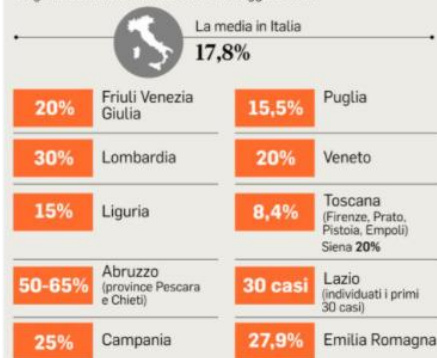 La media in Italia
17,8%
20%
Friuli Venezia
Giulia
15,5%
Puglia
30%
Lombardia
20%
Veneto
15%
Liguria
8,4%
Toscana
(Firenze, Prato,
Pistoia, Empoli)
Siena 20%
50-65%
Abruzzo
(province Pescara
e Chieti)
30 casi
Lazio
(individuati i primi
30 casi)
25%
Campania
27,9%
Emilia Romagna